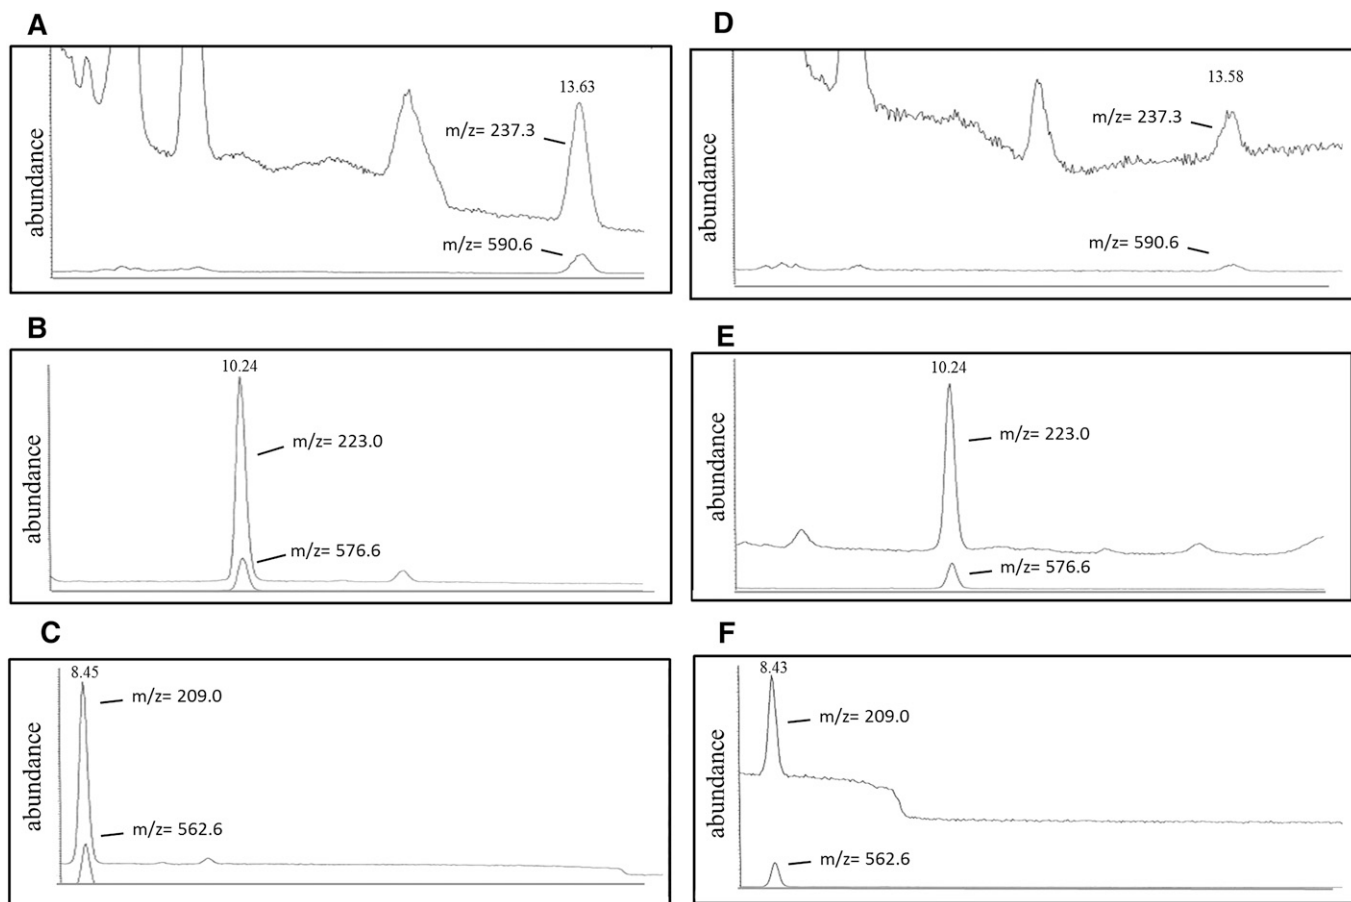 A
abundance
13.63
m/z= 237.3
m/z= 590.6
D
abundance
13.58
m/z= 237.3
m/z= 590.6
B
abundance
10.24
m/z= 223.0
m/z= 576.6
E
abundance
10.24
m/z= 223.0
m/z= 576.6
C
abundance
8.45
m/z= 209.0
m/z= 562.6
F
abundance
8.43
m/z= 209.0
m/z= 562.6